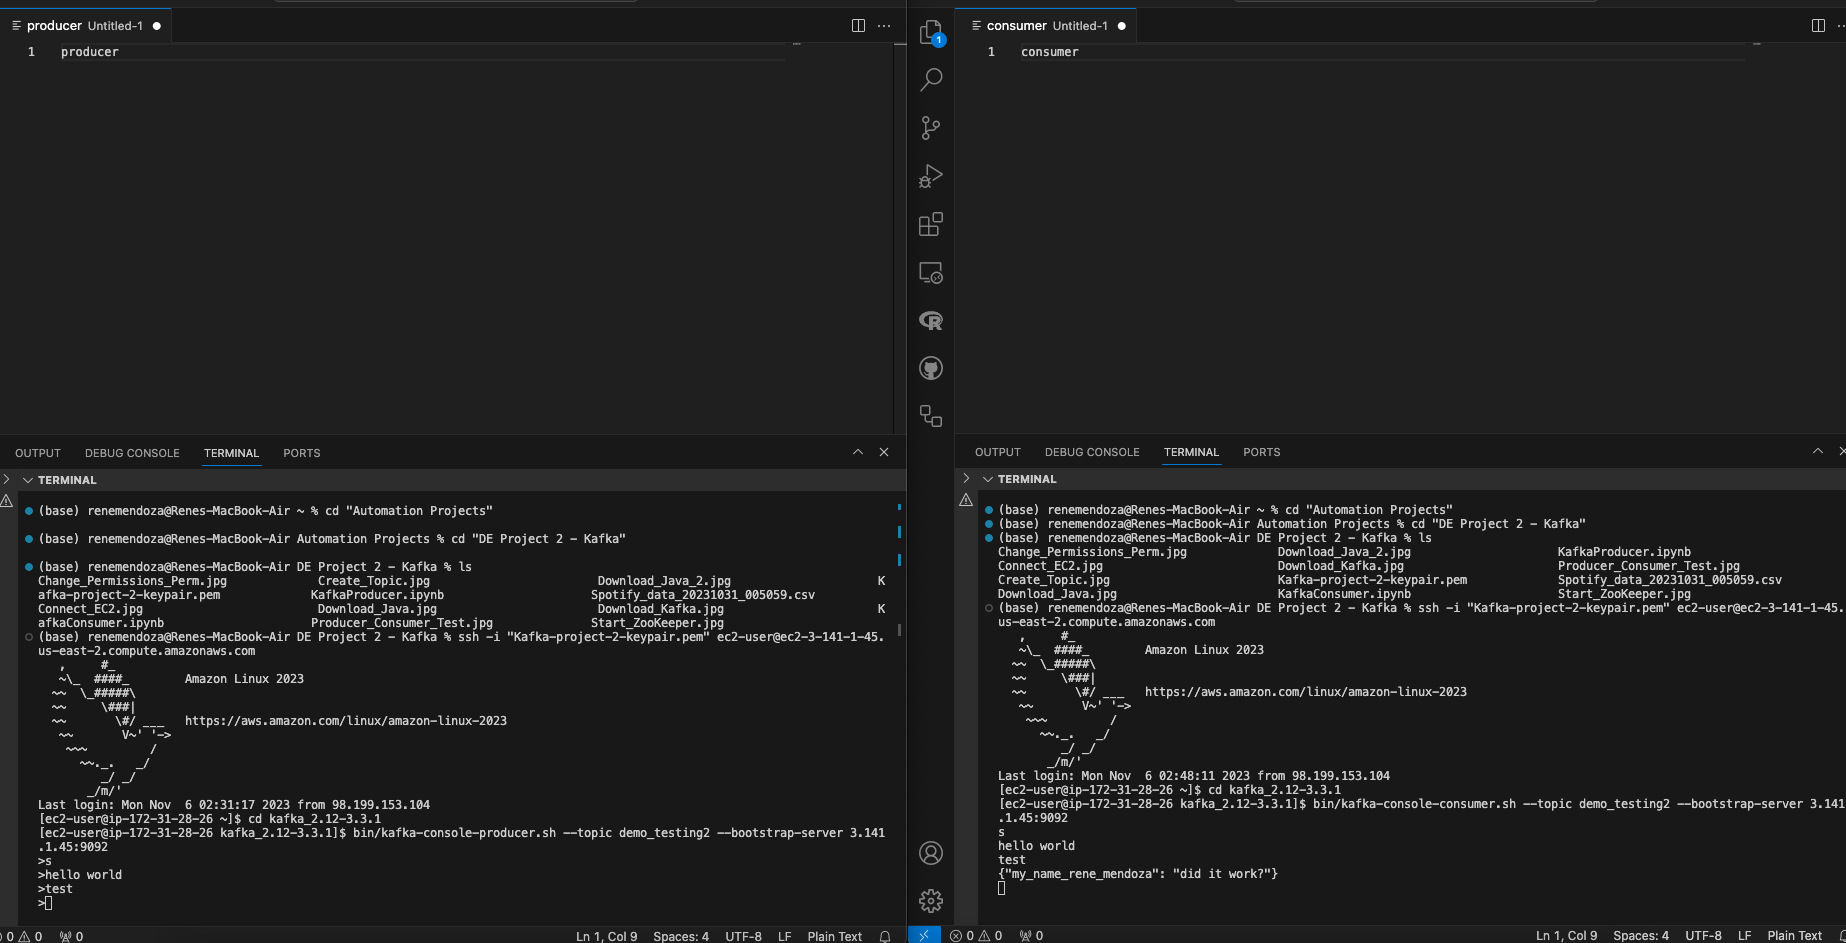 producer Untitled-1
1 producer
OUTPUT DEBUG CONSOLE TERMINAL PORTS
TERMINAL
(base) renemendoza@Renes-MacBook-Air ~ % cd "Automation Projects"
(base) renemendoza@Renes-MacBook-Air Automation Projects % cd "DE Project 2 - Kafka"
(base) renemendoza@Renes-MacBook-Air DE Project 2 - Kafka % ls
Change_Permissions_Perm.jpg Create_Topic.jpg Download_Java_2.jpg K
afka-project-2-keypair.pem KafkaProducer.ipynb Spotify_data_20231031_005059.csv
Connect_EC2.jpg Download_Java.jpg Download_Kafka.jpg K
afkaConsumer.ipynb Producer_Consumer_Test.jpg Start_ZooKeeper.jpg
(base) renemendoza@Renes-MacBook-Air DE Project 2 - Kafka % ssh -i "Kafka-project-2-keypair.pem" ec2-user@ec2-3-141-1-45.
us-east-2.compute.amazonaws.com
   ,     #_
   ~\_  ####_        Amazon Linux 2023
  ~~  \_#####\
  ~~     \###|
  ~~       \#/ ___   https://aws.amazon.com/linux/amazon-linux-2023
   ~~       V~' '->
    ~~~         /
      ~~._.   _/
         _/ _/
       _/m/'
Last login: Mon Nov  6 02:31:17 2023 from 98.199.153.104
[ec2-user@ip-172-31-28-26 ~]$ cd kafka_2.12-3.3.1
[ec2-user@ip-172-31-28-26 kafka_2.12-3.3.1]$ bin/kafka-console-producer.sh --topic demo_testing2 --bootstrap-server 3.141
.1.45:9092
>s
>hello world
>test
>
0 0 0 Ln 1, Col 9 Spaces: 4 UTF-8 LF Plain Text
1
consumer Untitled-1
1 consumer
OUTPUT DEBUG CONSOLE TERMINAL PORTS
TERMINAL
(base) renemendoza@Renes-MacBook-Air ~ % cd "Automation Projects"
(base) renemendoza@Renes-MacBook-Air Automation Projects % cd "DE Project 2 - Kafka"
(base) renemendoza@Renes-MacBook-Air DE Project 2 - Kafka % ls
Change_Permissions_Perm.jpg Download_Java_2.jpg KafkaProducer.ipynb
Connect_EC2.jpg Download_Kafka.jpg Producer_Consumer_Test.jpg
Create_Topic.jpg Kafka-project-2-keypair.pem Spotify_data_20231031_005059.csv
Download_Java.jpg KafkaConsumer.ipynb Start_ZooKeeper.jpg
(base) renemendoza@Renes-MacBook-Air DE Project 2 - Kafka % ssh -i "Kafka-project-2-keypair.pem" ec2-user@ec2-3-141-1-45.
us-east-2.compute.amazonaws.com
   ,     #_
   ~\_  ####_        Amazon Linux 2023
  ~~  \_#####\
  ~~     \###|
  ~~       \#/ ___   https://aws.amazon.com/linux/amazon-linux-2023
   ~~       V~' '->
    ~~~         /
      ~~._.   _/
         _/ _/
       _/m/'
Last login: Mon Nov  6 02:48:11 2023 from 98.199.153.104
[ec2-user@ip-172-31-28-26 ~]$ cd kafka_2.12-3.3.1
[ec2-user@ip-172-31-28-26 kafka_2.12-3.3.1]$ bin/kafka-console-consumer.sh --topic demo_testing2 --bootstrap-server 3.141
.1.45:9092
s
hello world
test
{"my_name_rene_mendoza": "did it work?"}
0 0 0 Ln 1, Col 9 Spaces: 4 UTF-8 LF Plain Text